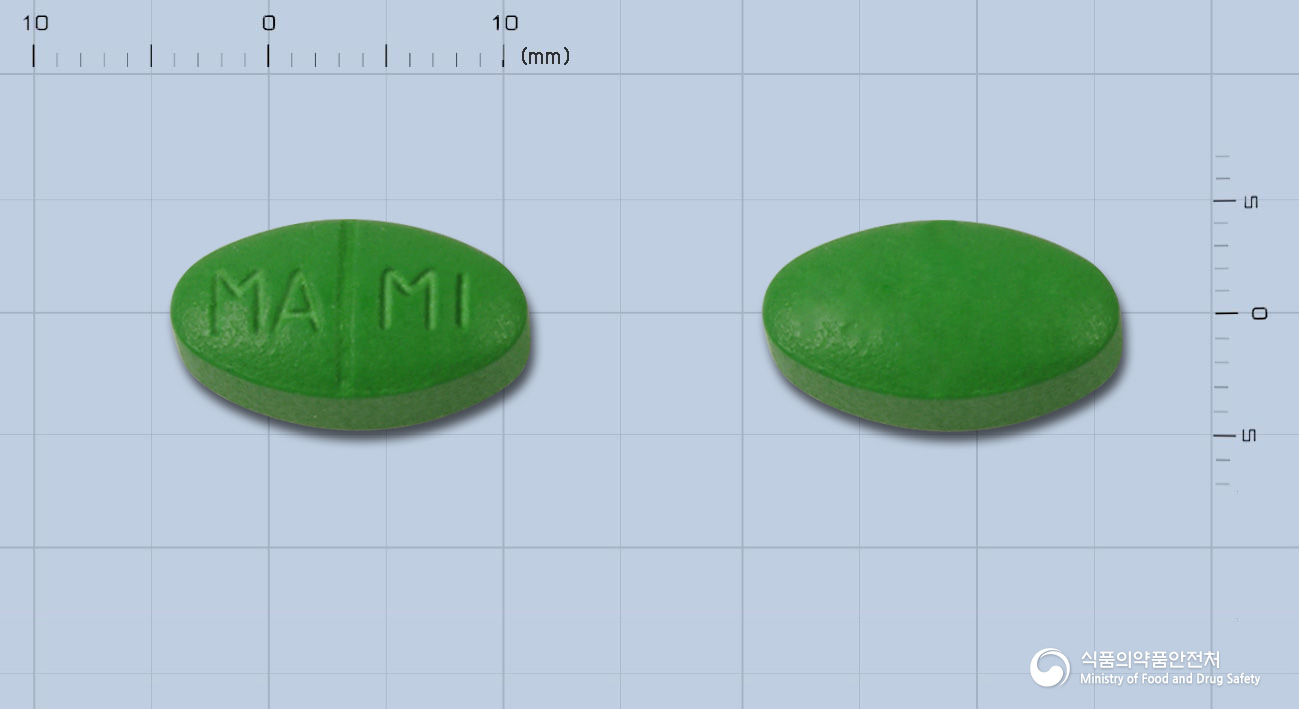 10 0 10
(mm)
MA MI
5
0
5
식품의약품안전처
Ministry of Food and Drug Safety